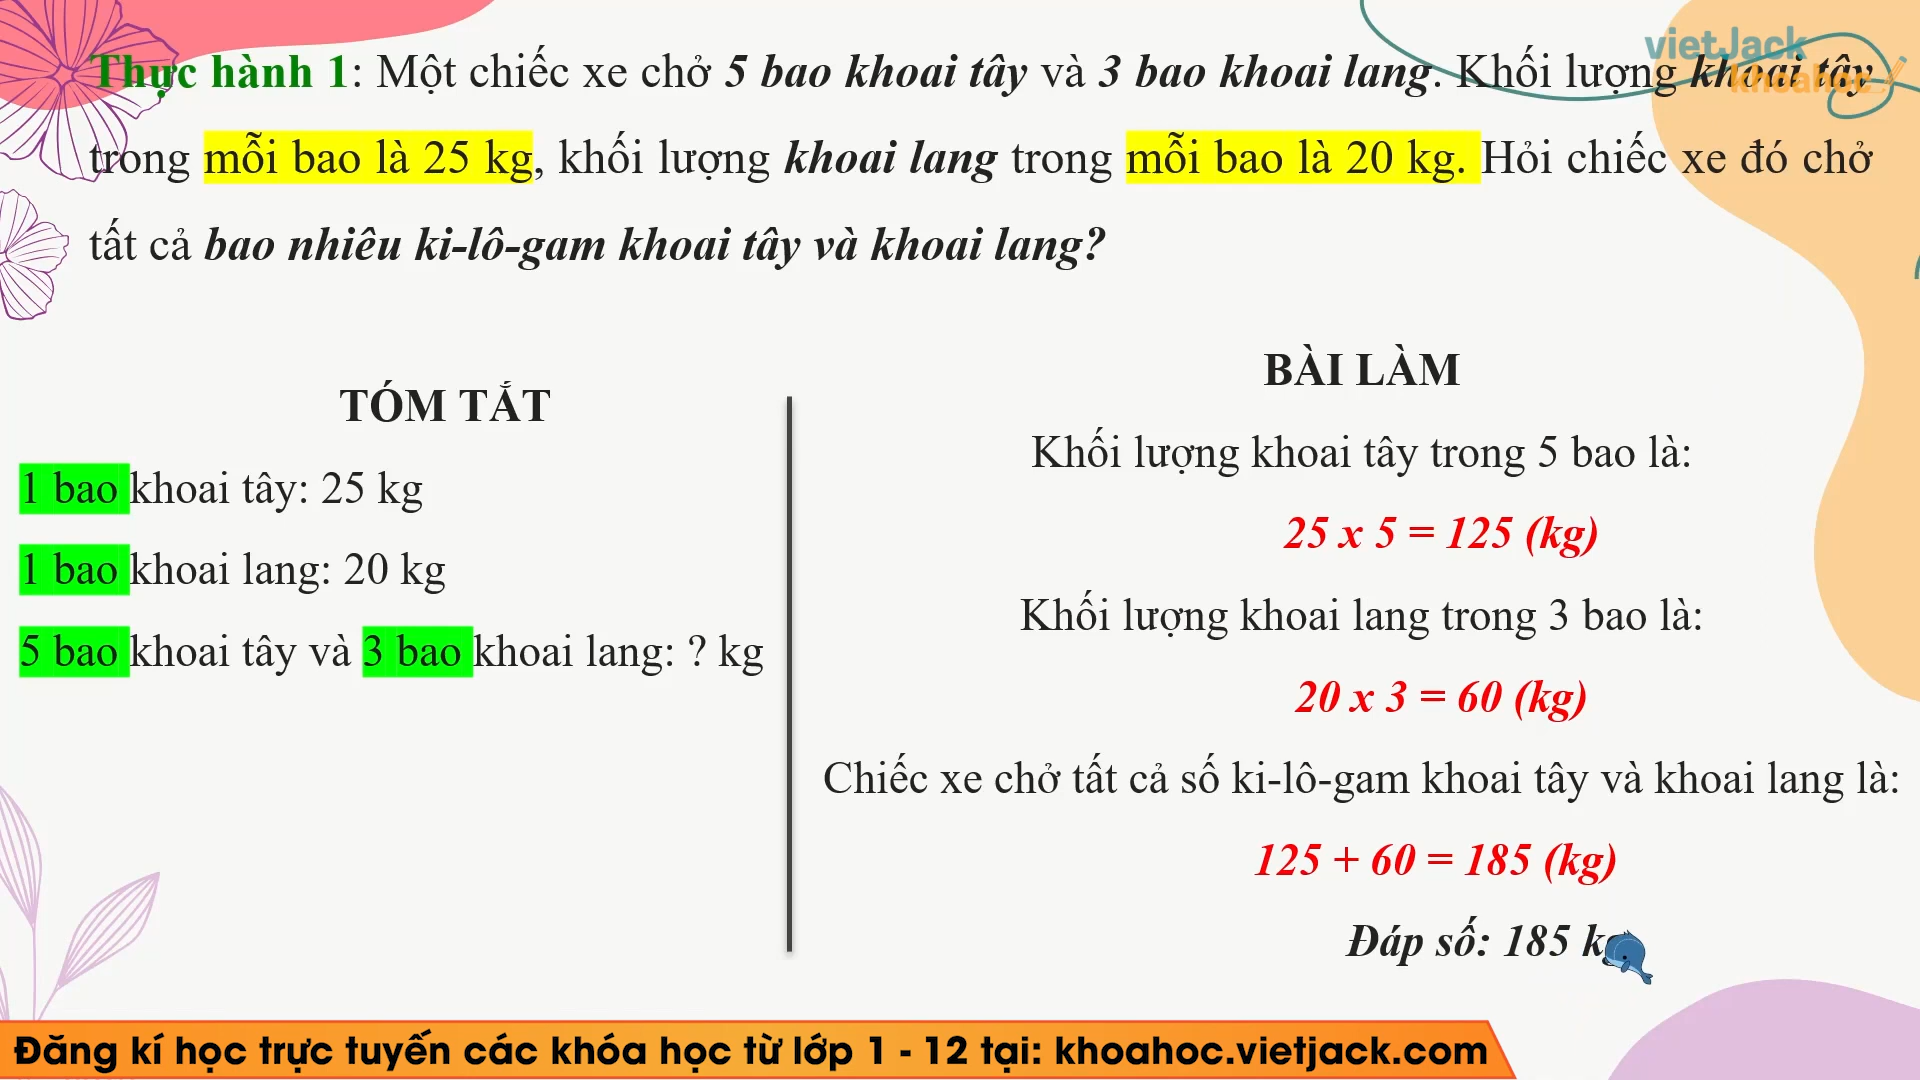 Thực hành 1: Một chiếc xe chở 5 bao khoai tây và 3 bao khoai lang. Khối lượng khoai tây
trong mỗi bao là 25 kg, khối lượng khoai lang trong mỗi bao là 20 kg. Hỏi chiếc xe đó chở
tất cả bao nhiêu ki-lô-gam khoai tây và khoai lang?
vietJack
khoahoc
TÓM TẮT
1 bao khoai tây: 25 kg
1 bao khoai lang: 20 kg
5 bao khoai tây và 3 bao khoai lang: ? kg
BÀI LÀM
Khối lượng khoai tây trong 5 bao là:
25 x 5 = 125 (kg)
Khối lượng khoai lang trong 3 bao là:
20 x 3 = 60 (kg)
Chiếc xe chở tất cả số ki-lô-gam khoai tây và khoai lang là:
125 + 60 = 185 (kg)
Đáp số: 185 kg
Đăng kí học trực tuyến các khóa học từ lớp 1 - 12 tại: khoahoc.vietjack.com